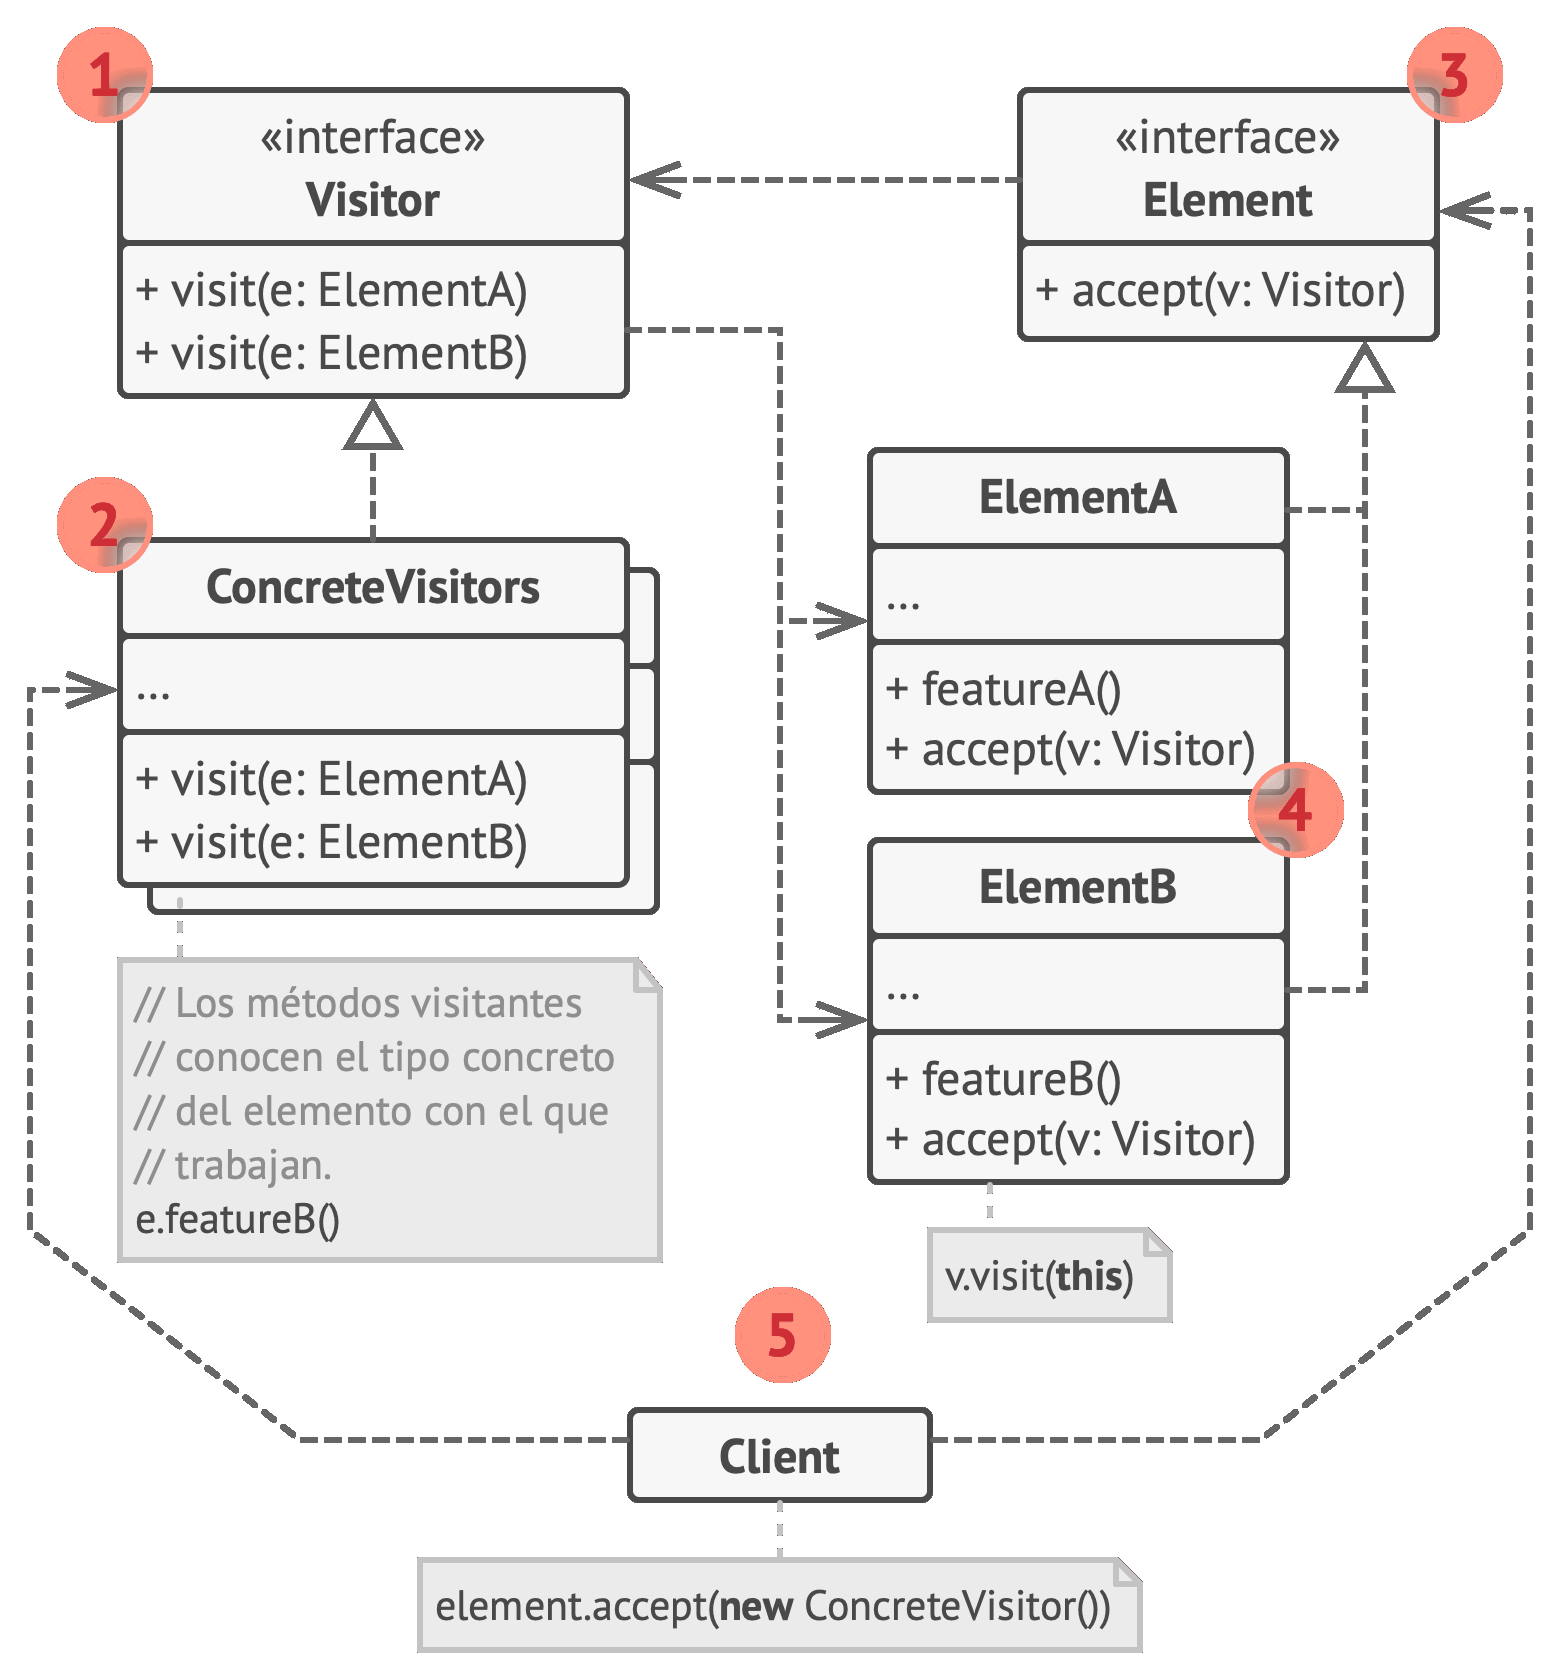 1
«interface»
Visitor
+ visit(e: ElementA)
+ visit(e: ElementB)
3
«interface»
Element
+ accept(v: Visitor)
2
ConcreteVisitors
...
+ visit(e: ElementA)
+ visit(e: ElementB)
// Los métodos visitantes
// conocen el tipo concreto
// del elemento con el que
// trabajan.
e.featureB()
ElementA
...
+ featureA()
+ accept(v: Visitor)
4
ElementB
...
+ featureB()
+ accept(v: Visitor)
v.visit(this)
5
Client
element.accept(new ConcreteVisitor())